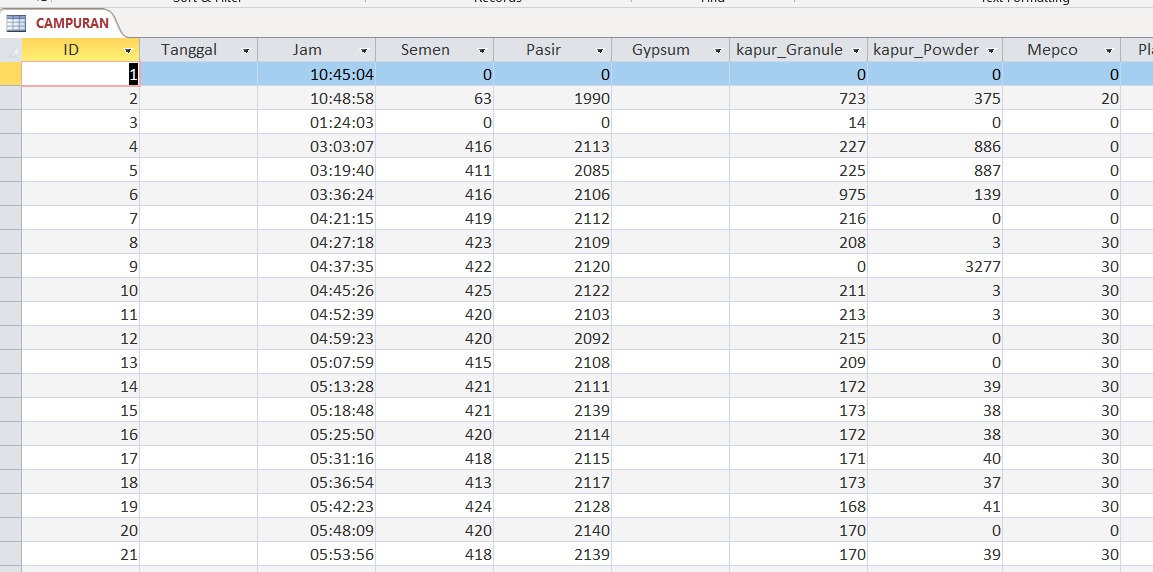 Sort & Filter Records Find Text Formatting
CAMPURAN
ID Tanggal Jam Semen Pasir Gypsum kapur_Granule kapur_Powder Mepco Pl
1 10:45:04 0 0 0 0 0
2 10:48:58 63 1990 723 375 20
3 01:24:03 0 0 14 0 0
4 03:03:07 416 2113 227 886 0
5 03:19:40 411 2085 225 887 0
6 03:36:24 416 2106 975 139 0
7 04:21:15 419 2112 216 0 0
8 04:27:18 423 2109 208 3 30
9 04:37:35 422 2120 0 3277 30
10 04:45:26 425 2122 211 3 30
11 04:52:39 420 2103 213 3 30
12 04:59:23 420 2092 215 0 30
13 05:07:59 415 2108 209 0 30
14 05:13:28 421 2111 172 39 30
15 05:18:48 421 2139 173 38 30
16 05:25:50 420 2114 172 38 30
17 05:31:16 418 2115 171 40 30
18 05:36:54 413 2117 173 37 30
19 05:42:23 424 2128 168 41 30
20 05:48:09 420 2140 170 0 0
21 05:53:56 418 2139 170 39 30